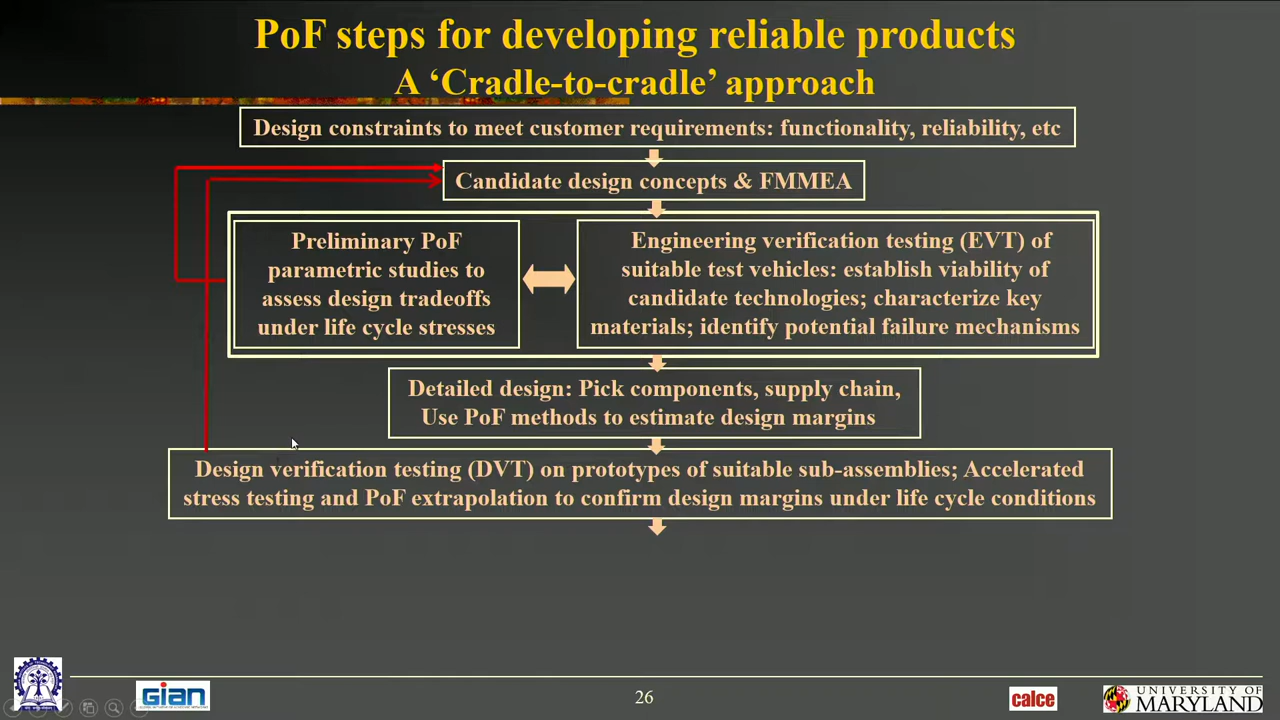 PoF steps for developing reliable products
A ‘Cradle-to-cradle’ approach
Design constraints to meet customer requirements: functionality, reliability, etc
Candidate design concepts & FMMEA
Preliminary PoF
parametric studies to
assess design tradeoffs
under life cycle stresses
Engineering verification testing (EVT) of
suitable test vehicles: establish viability of
candidate technologies; characterize key
materials; identify potential failure mechanisms
Detailed design: Pick components, supply chain,
Use PoF methods to estimate design margins
Design verification testing (DVT) on prototypes of suitable sub-assemblies; Accelerated
stress testing and PoF extrapolation to confirm design margins under life cycle conditions
GIAN
26
calce
UNIVERSITY OF
MARYLAND